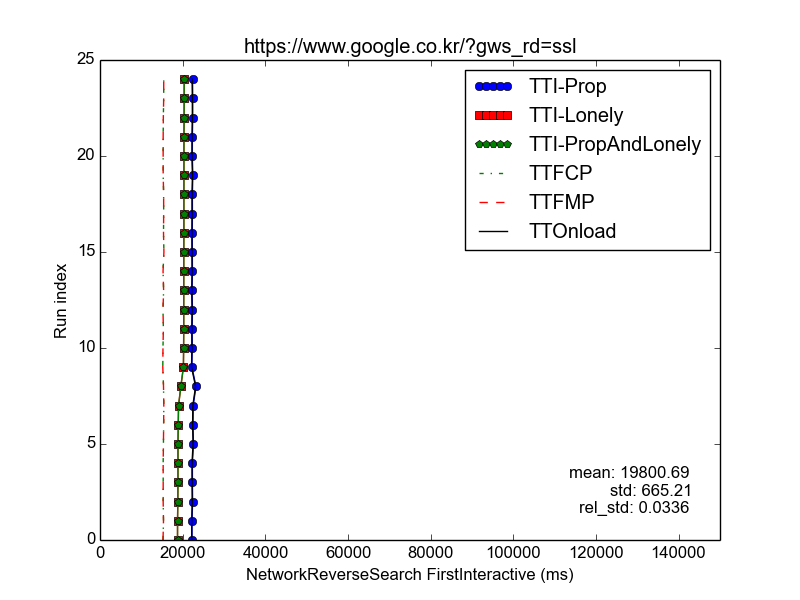 https://www.google.co.kr/?gws_rd=ssl
25
20
15
10
5
0
Run index
TTI-Prop
TTI-Lonely
TTI-PropAndLonely
TTFCP
TTFMP
TTOnload
mean: 19800.69
std: 665.21
rel_std: 0.0336
0 20000 40000 60000 80000 100000 120000 140000
NetworkReverseSearch FirstInteractive (ms)